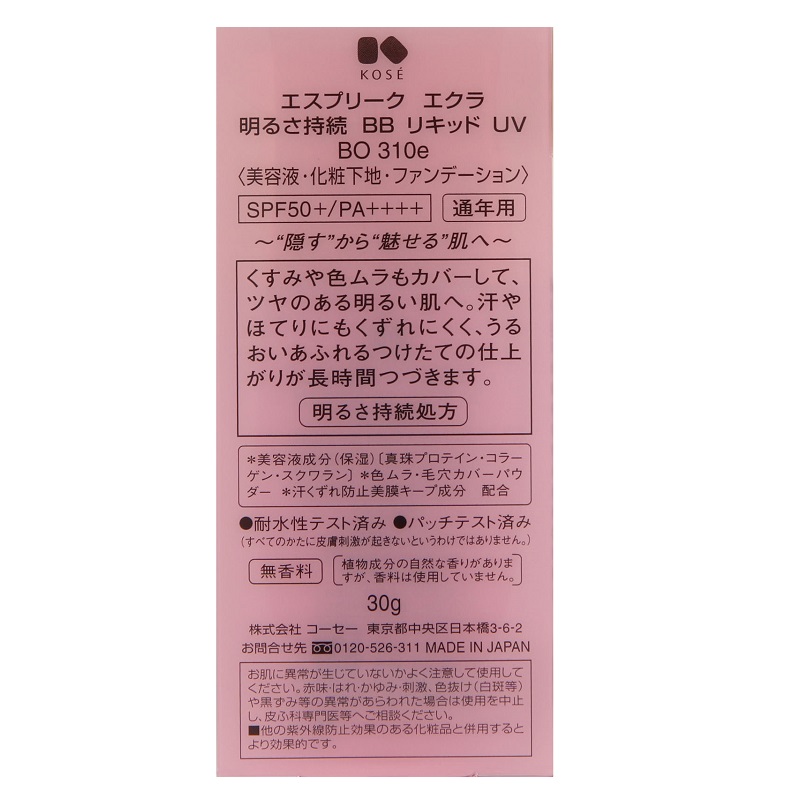 KOSÉ
エスプリーク エクラ
明るさ持続 BB リキッド UV
BO 310e
〈美容液・化粧下地・ファンデーション〉
SPF50+/PA++++ 通年用
〜“隠す”から“魅せる”肌へ〜
くすみや色ムラもカバーして、
ツヤのある明るい肌へ。汗や
ほてりにもくずれにくく、うる
おいあふれるつけたての仕上
がりが長時間つづきます。
明るさ持続処方
＊美容液成分(保湿)〔真珠プロテイン・コラー
ゲン・スクワラン〕＊色ムラ・毛穴カバーパウ
ダー ＊汗くずれ防止美膜キープ成分 配合
●耐水性テスト済み ●パッチテスト済み
(すべてのかたに皮膚刺激が起きないというわけではありません。)
無香料
植物成分の自然な香りがありま
すが、香料は使用していません。
30g
株式会社 コーセー 東京都中央区日本橋3-6-2
お問合せ先 0120-526-311 MADE IN JAPAN
お肌に異常が生じていないかよく注意して使用して
ください。赤味・はれ・かゆみ・刺激、色抜け(白斑等)
や黒ずみ等の異常があらわれた場合は使用を中止
し、皮ふ科専門医等へご相談ください。
■他の紫外線防止効果のある化粧品と併用すると
より効果的です。